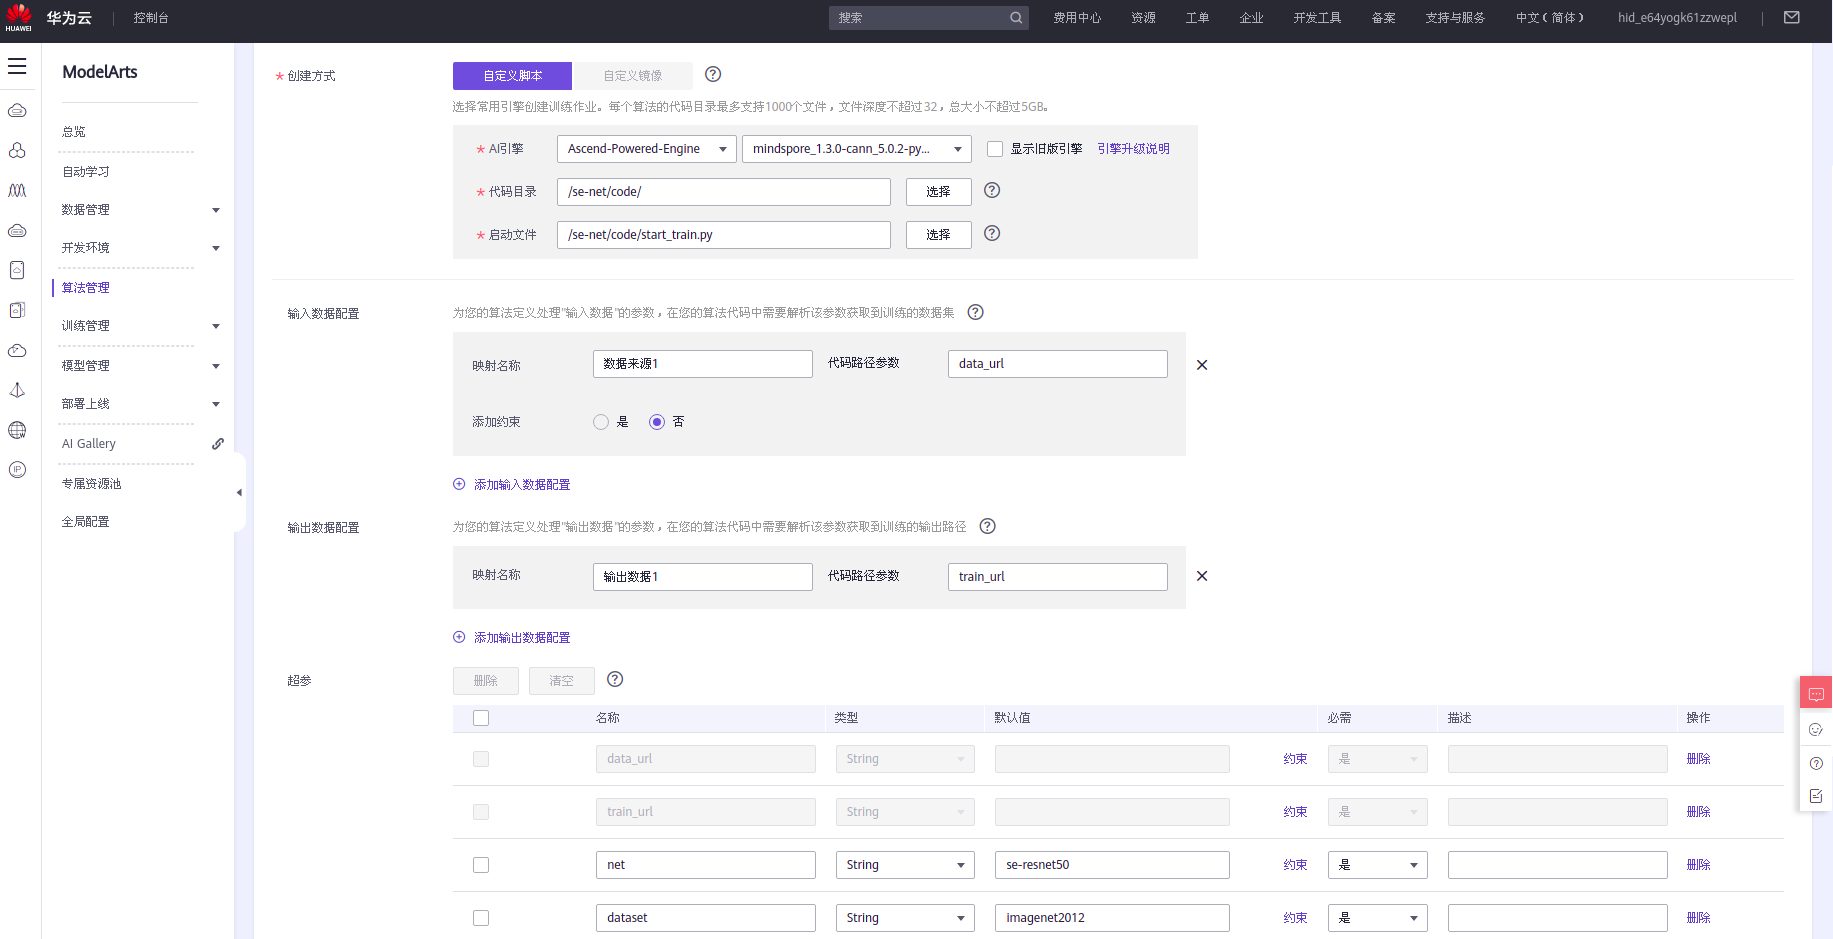 HUAWEI
华为云
控制台
搜索
费用中心
资源
工单
企业
开发工具
备案
支持与服务
中文 ( 简体 )
hid_e64yogk61zzwepl
ModelArts
总览
自动学习
数据管理
开发环境
算法管理
训练管理
模型管理
部署上线
AI Gallery
专属资源池
全局配置
* 创建方式
自定义脚本
自定义镜像
选择常用引擎创建训练作业。每个算法的代码目录最多支持1000个文件，文件深度不超过32，总大小不超过5GB。
* AI引擎
Ascend-Powered-Engine
mindspore_1.3.0-cann_5.0.2-py...
显示旧版引擎
引擎升级说明
* 代码目录
/se-net/code/
选择
* 启动文件
/se-net/code/start_train.py
选择
输入数据配置
为您的算法定义处理"输入数据"的参数，在您的算法代码中需要解析该参数获取到训练的数据集
映射名称
数据来源1
代码路径参数
data_url
添加约束
是
否
添加输入数据配置
输出数据配置
为您的算法定义处理"输出数据"的参数，在您的算法代码中需要解析该参数获取到训练的输出路径
映射名称
输出数据1
代码路径参数
train_url
添加输出数据配置
超参
删除
清空
名称 类型 默认值 必需 描述 操作
data_url String 约束 是 删除
train_url String 约束 是 删除
net String se-resnet50 约束 是 删除
dataset String imagenet2012 约束 是 删除
IP